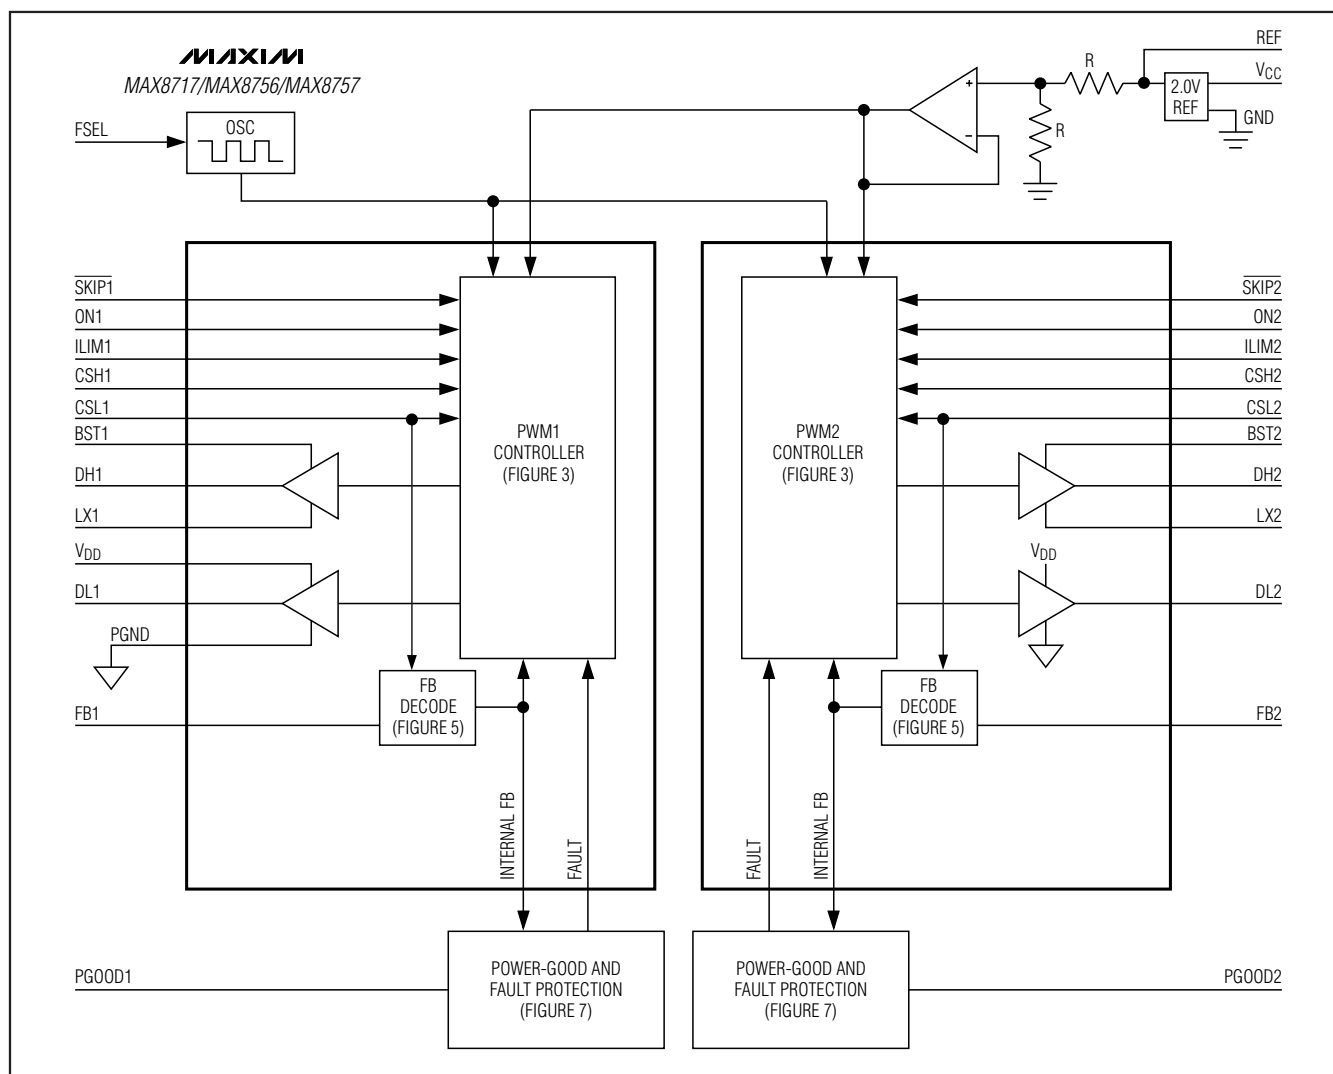 MAXIM
MAX8717/MAX8756/MAX8757
FSEL
OSC
REF
VCC
GND
2.0V
REF
R
R
+
−
SKIP1
ON1
ILIM1
CSH1
CSL1
BST1
DH1
LX1
VDD
DL1
PGND
FB1
PWM1
CONTROLLER
(FIGURE 3)
FB
DECODE
(FIGURE 5)
INTERNAL FB
FAULT
POWER-GOOD AND
FAULT PROTECTION
(FIGURE 7)
PGOOD1
SKIP2
ON2
ILIM2
CSH2
CSL2
BST2
DH2
LX2
VDD
DL2
FB2
PWM2
CONTROLLER
(FIGURE 3)
FB
DECODE
(FIGURE 5)
FAULT
INTERNAL FB
POWER-GOOD AND
FAULT PROTECTION
(FIGURE 7)
PGOOD2